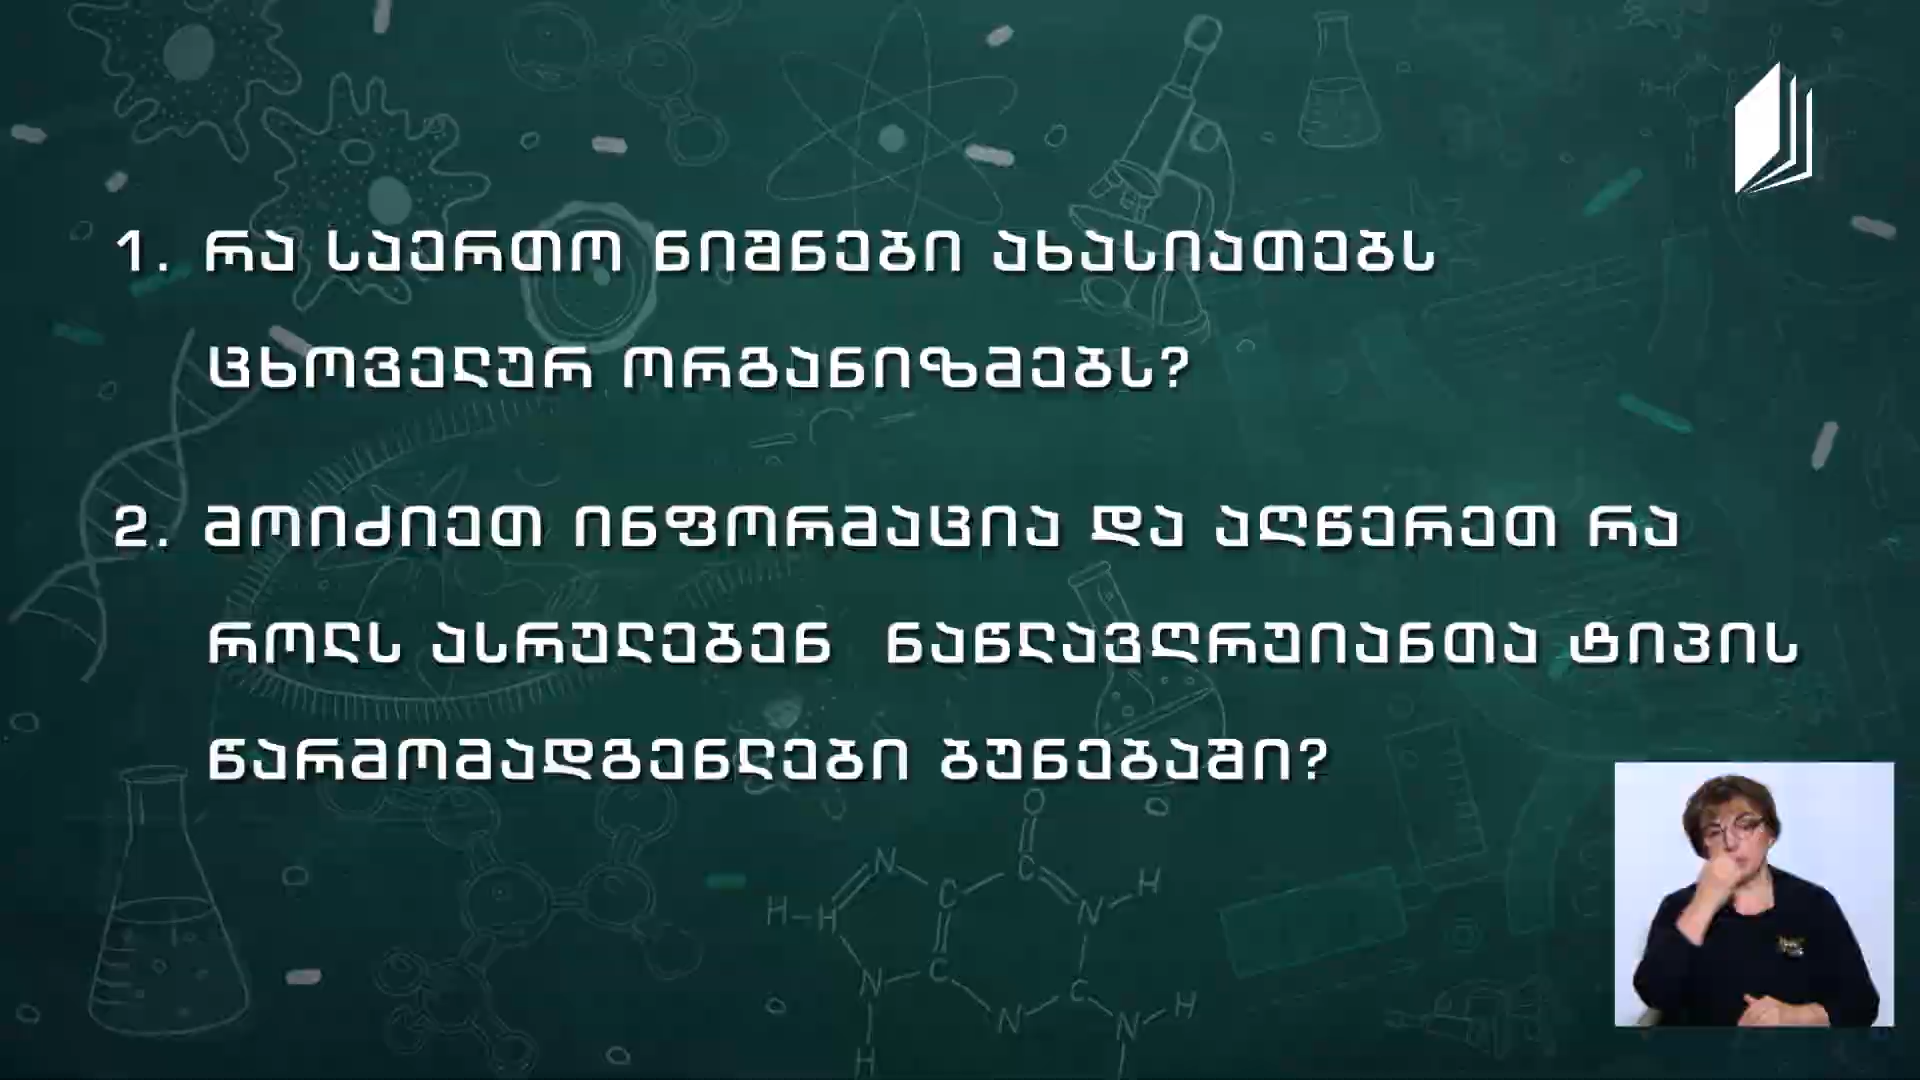 1. რა საერთო ნიშნები ახასიათებს
ცხოველურ ორგანიზმებს?
2. მოიძიეთ ინფორმაცია და აღწერეთ რა
როლს ასრულებენ ნაწლავღრუიანთა ტიპის
წარმომადგენლები ბუნებაში?
O
N
C
C
H
H-H
N
N
C
C
N
N
H
H